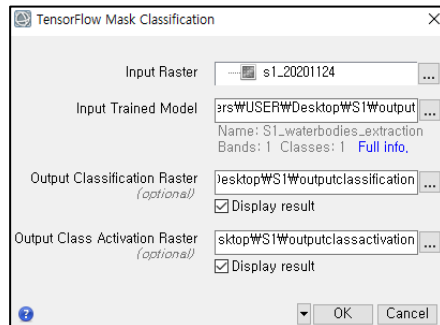 TensorFlow Mask Classification
Input Raster s1_20201124 ...
Input Trained Model ers₩USER₩Desktop₩S1₩output ...
Name: S1_waterbodies_extraction
Bands: 1 Classes: 1 Full info,
Output Classification Raster Desktop₩S1₩outputclassification ...
(optional)
Display result
Output Class Activation Raster sktop₩S1₩outputclassactivation ...
(optional)
Display result
? OK Cancel